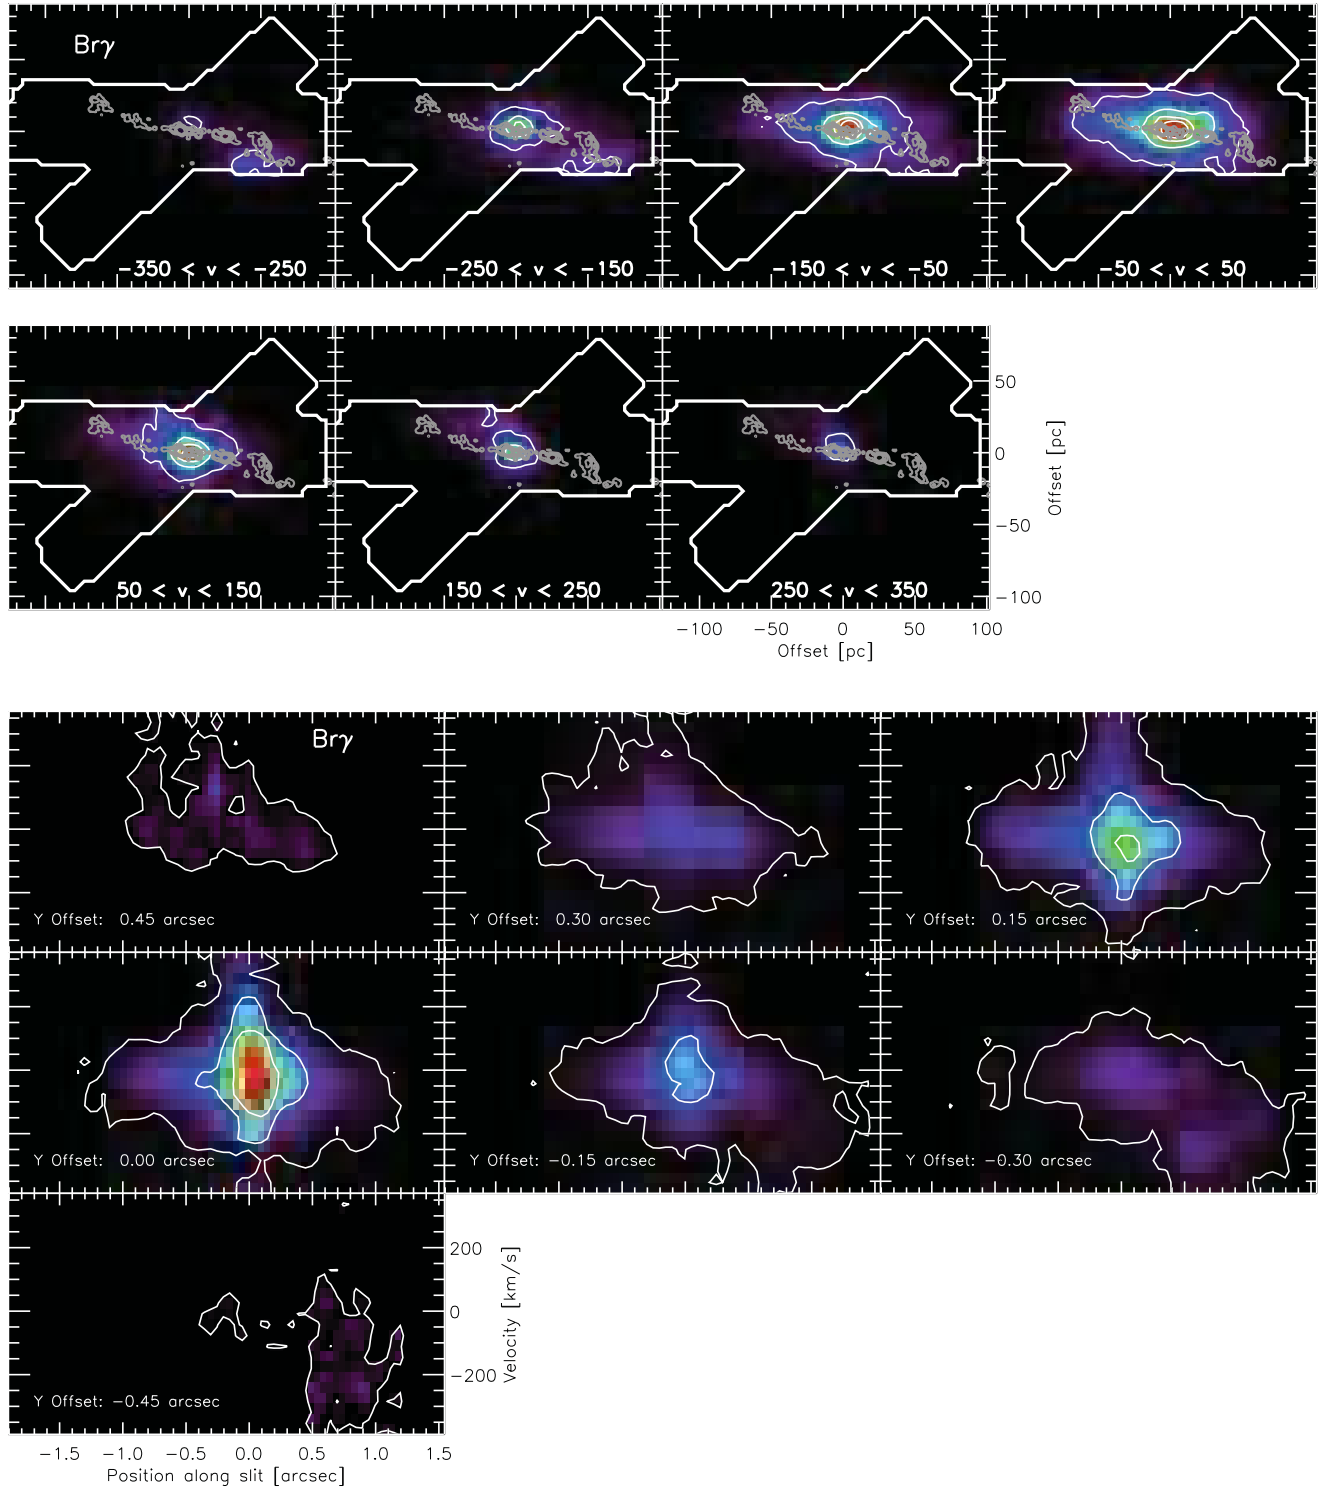 Brγ
−350 < v < −250
−250 < v < −150
−150 < v < −50
−50 < v < 50
50 < v < 150
150 < v < 250
250 < v < 350
50
0
−50
−100
Offset [pc]
−100 −50 0 50 100
Offset [pc]
Brγ
Y Offset: 0.45 arcsec
Y Offset: 0.30 arcsec
Y Offset: 0.15 arcsec
Y Offset: 0.00 arcsec
Y Offset: −0.15 arcsec
Y Offset: −0.30 arcsec
Y Offset: −0.45 arcsec
200
0
−200
Velocity [km/s]
−1.5 −1.0 −0.5 0.0 0.5 1.0 1.5
Position along slit [arcsec]